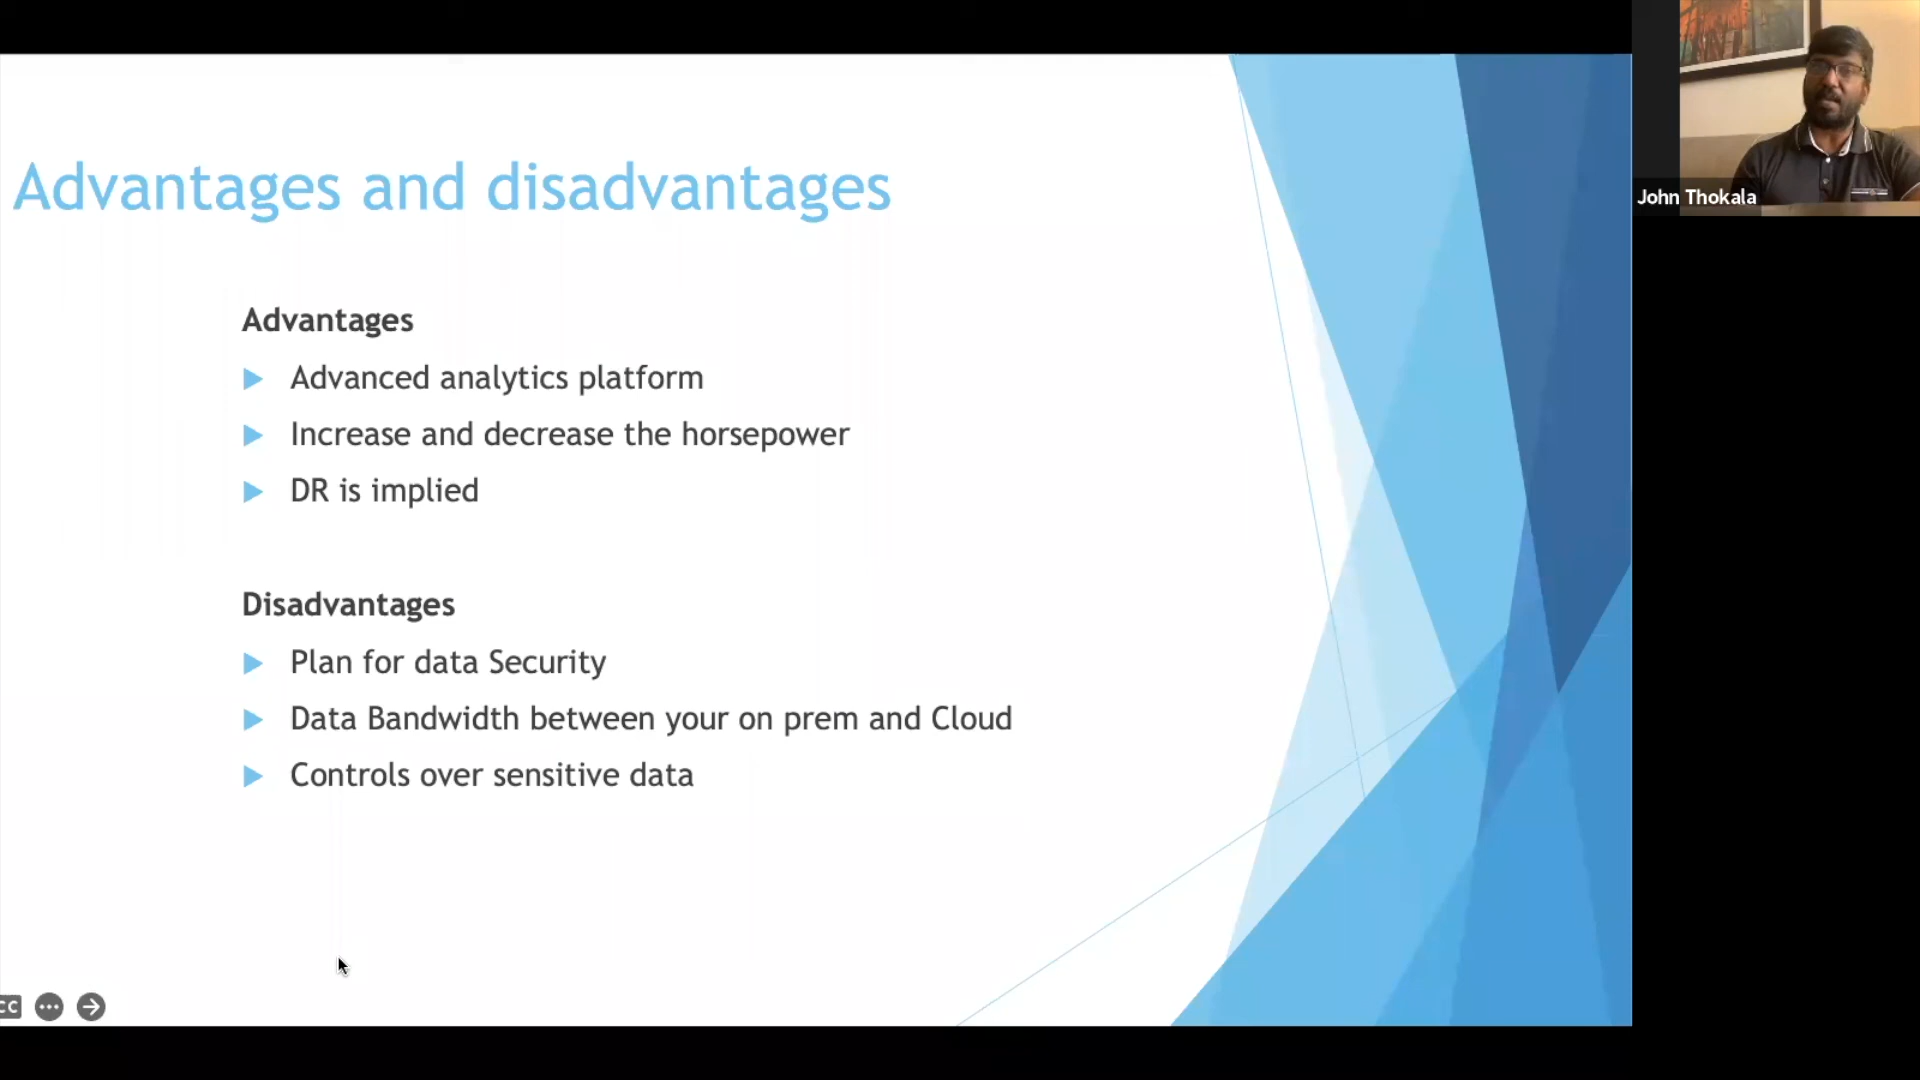 Advantages and disadvantages
Advantages
Advanced analytics platform
Increase and decrease the horsepower
DR is implied
Disadvantages
Plan for data Security
Data Bandwidth between your on prem and Cloud
Controls over sensitive data
John Thokala
CC